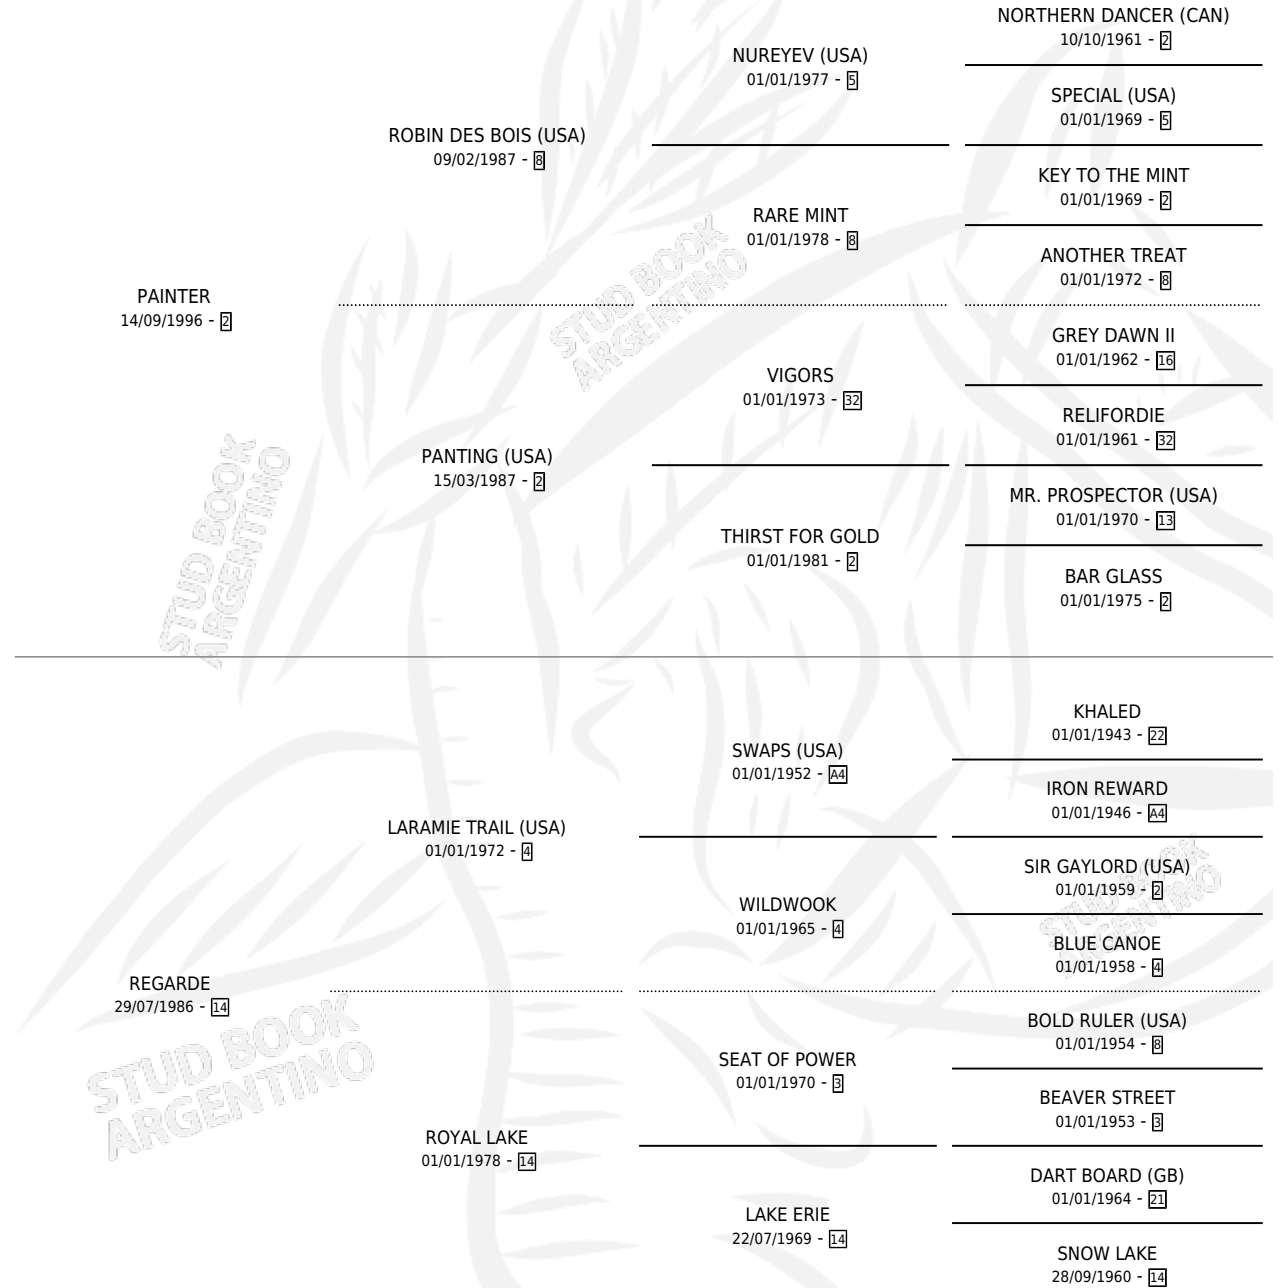 NORTHERN DANCER (CAN)
10/10/1961 - 2
NUREYEV (USA)
01/01/1977 - 5
SPECIAL (USA)
01/01/1969 - 5
ROBIN DES BOIS (USA)
09/02/1987 - 8
KEY TO THE MINT
01/01/1969 - 2
RARE MINT
01/01/1978 - 8
ANOTHER TREAT
01/01/1972 - 8
PAINTER
14/09/1996 - 2
GREY DAWN II
01/01/1962 - 16
VIGORS
01/01/1973 - 32
RELIFORDIE
01/01/1961 - 32
PANTING (USA)
15/03/1987 - 2
MR. PROSPECTOR (USA)
01/01/1970 - 13
THIRST FOR GOLD
01/01/1981 - 2
BAR GLASS
01/01/1975 - 2
STUD BOOK
ARGENTINO
STUD BOOK
ARGENTINO
KHALED
01/01/1943 - 22
SWAPS (USA)
01/01/1952 - A4
IRON REWARD
01/01/1946 - A4
LARAMIE TRAIL (USA)
01/01/1972 - 4
SIR GAYLORD (USA)
01/01/1959 - 2
WILDWOOK
01/01/1965 - 4
BLUE CANOE
01/01/1958 - 4
REGARDE
29/07/1986 - 14
BOLD RULER (USA)
01/01/1954 - 8
SEAT OF POWER
01/01/1970 - 3
BEAVER STREET
01/01/1953 - 3
ROYAL LAKE
01/01/1978 - 14
DART BOARD (GB)
01/01/1964 - 21
LAKE ERIE
22/07/1969 - 14
SNOW LAKE
28/09/1960 - 14
STUD BOOK
ARGENTINO
STUD BOOK
ARGENTINO